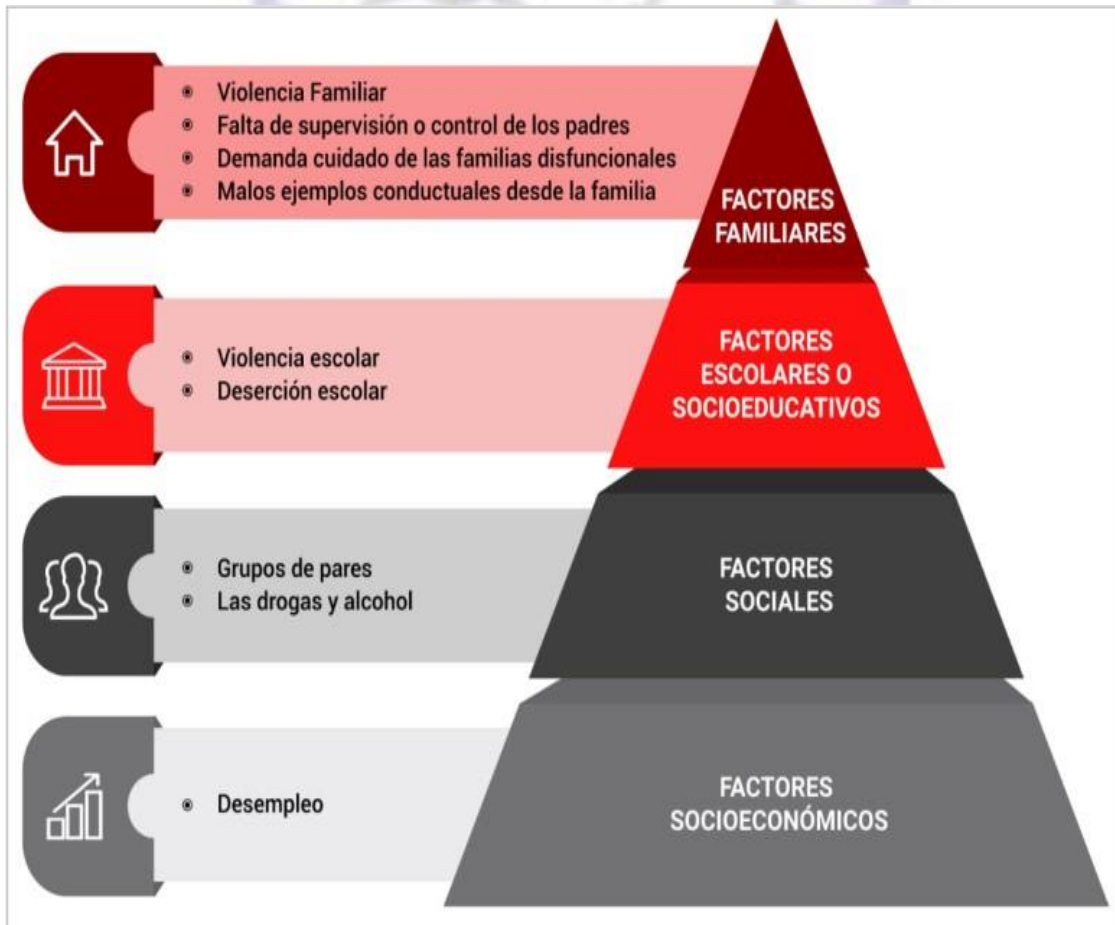 Violencia Familiar
Falta de supervisión o control de los padres
Demanda cuidado de las familias disfuncionales
Malos ejemplos conductuales desde la familia
FACTORES
FAMILIARES
Violencia escolar
Deserción escolar
FACTORES
ESCOLARES O
SOCIOEDUCATIVOS
Grupos de pares
Las drogas y alcohol
FACTORES
SOCIALES
Desempleo
FACTORES
SOCIOECONÓMICOS